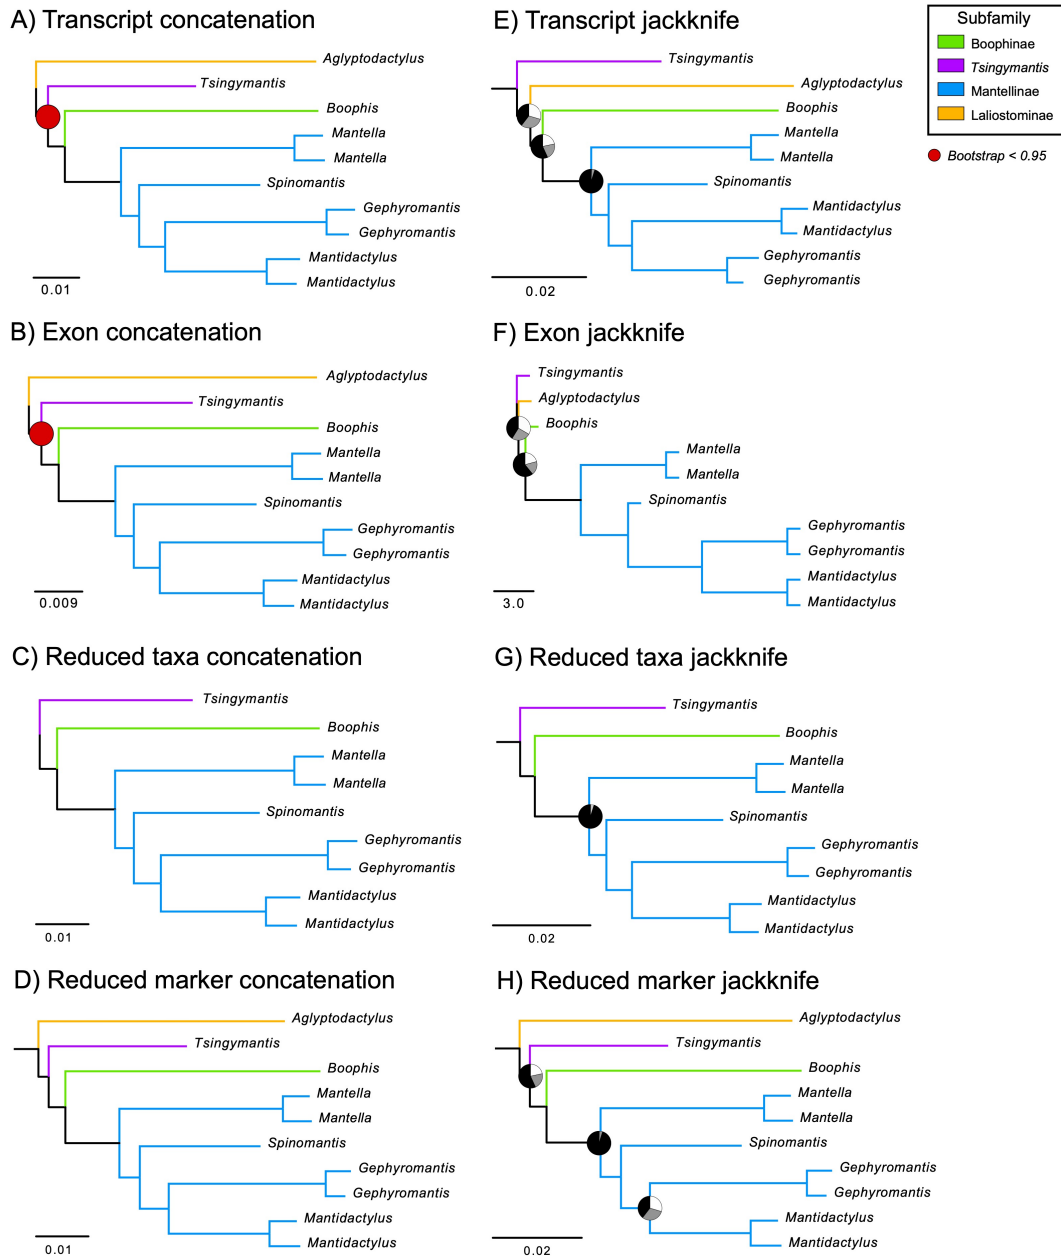 A) Transcript concatenation
Aglyptodactylus
Tsingymantis
Boophis
Mantella
Mantella
Spinomantis
Gephyromantis
Gephyromantis
Mantidactylus
Mantidactylus
0.01
E) Transcript jackknife
Tsingymantis
Aglyptodactylus
Boophis
Mantella
Mantella
Spinomantis
Mantidactylus
Mantidactylus
Gephyromantis
Gephyromantis
0.02
Subfamily
Boophinae
Tsingymantis
Mantellinae
Laliostominae
Bootstrap < 0.95
B) Exon concatenation
Aglyptodactylus
Tsingymantis
Boophis
Mantella
Mantella
Spinomantis
Gephyromantis
Gephyromantis
Mantidactylus
Mantidactylus
0.009
F) Exon jackknife
Tsingymantis
Aglyptodactylus
Boophis
Mantella
Mantella
Spinomantis
Gephyromantis
Gephyromantis
Mantidactylus
Mantidactylus
3.0
C) Reduced taxa concatenation
Tsingymantis
Boophis
Mantella
Mantella
Spinomantis
Gephyromantis
Gephyromantis
Mantidactylus
Mantidactylus
0.01
G) Reduced taxa jackknife
Tsingymantis
Boophis
Mantella
Mantella
Spinomantis
Gephyromantis
Gephyromantis
Mantidactylus
Mantidactylus
0.02
D) Reduced marker concatenation
Aglyptodactylus
Tsingymantis
Boophis
Mantella
Mantella
Spinomantis
Gephyromantis
Gephyromantis
Mantidactylus
Mantidactylus
0.01
H) Reduced marker jackknife
Aglyptodactylus
Tsingymantis
Boophis
Mantella
Mantella
Spinomantis
Gephyromantis
Gephyromantis
Mantidactylus
Mantidactylus
0.02